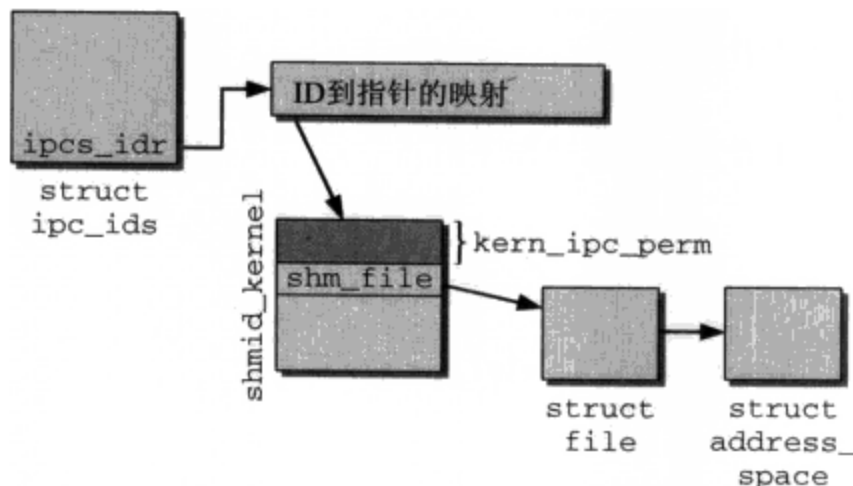 ipcs_idr
struct
ipc_ids
ID到指针的映射
shmid_kernel
kern_ipc_perm
shm_file
struct
file
struct
address_
space